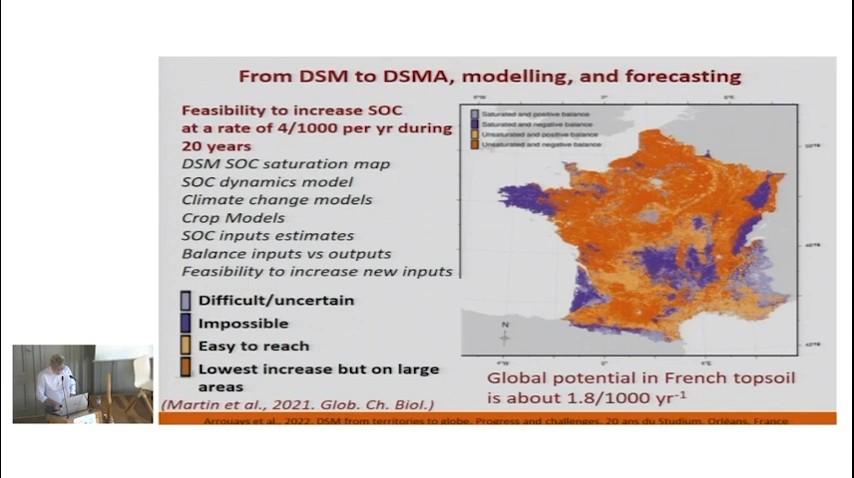 From DSM to DSMA, modelling, and forecasting
Feasibility to increase SOC
at a rate of 4/1000 per yr during
20 years
DSM SOC saturation map
SOC dynamics model
Climate change models
Crop Models
SOC inputs estimates
Balance inputs vs outputs
Feasibility to increase new inputs
Difficult/uncertain
Impossible
Easy to reach
Lowest increase but on large
areas
(Martin et al., 2021. Glob. Ch. Biol.)
Saturated and positive balance
Saturated and negative balance
Unsaturated and positive balance
Unsaturated and negative balance
N
Global potential in French topsoil
is about 1.8/1000 yr-1
Arrouays et al., 2022. DSM from territories to globe. Progress and challenges. 20 ans du Studium. Orléans, France